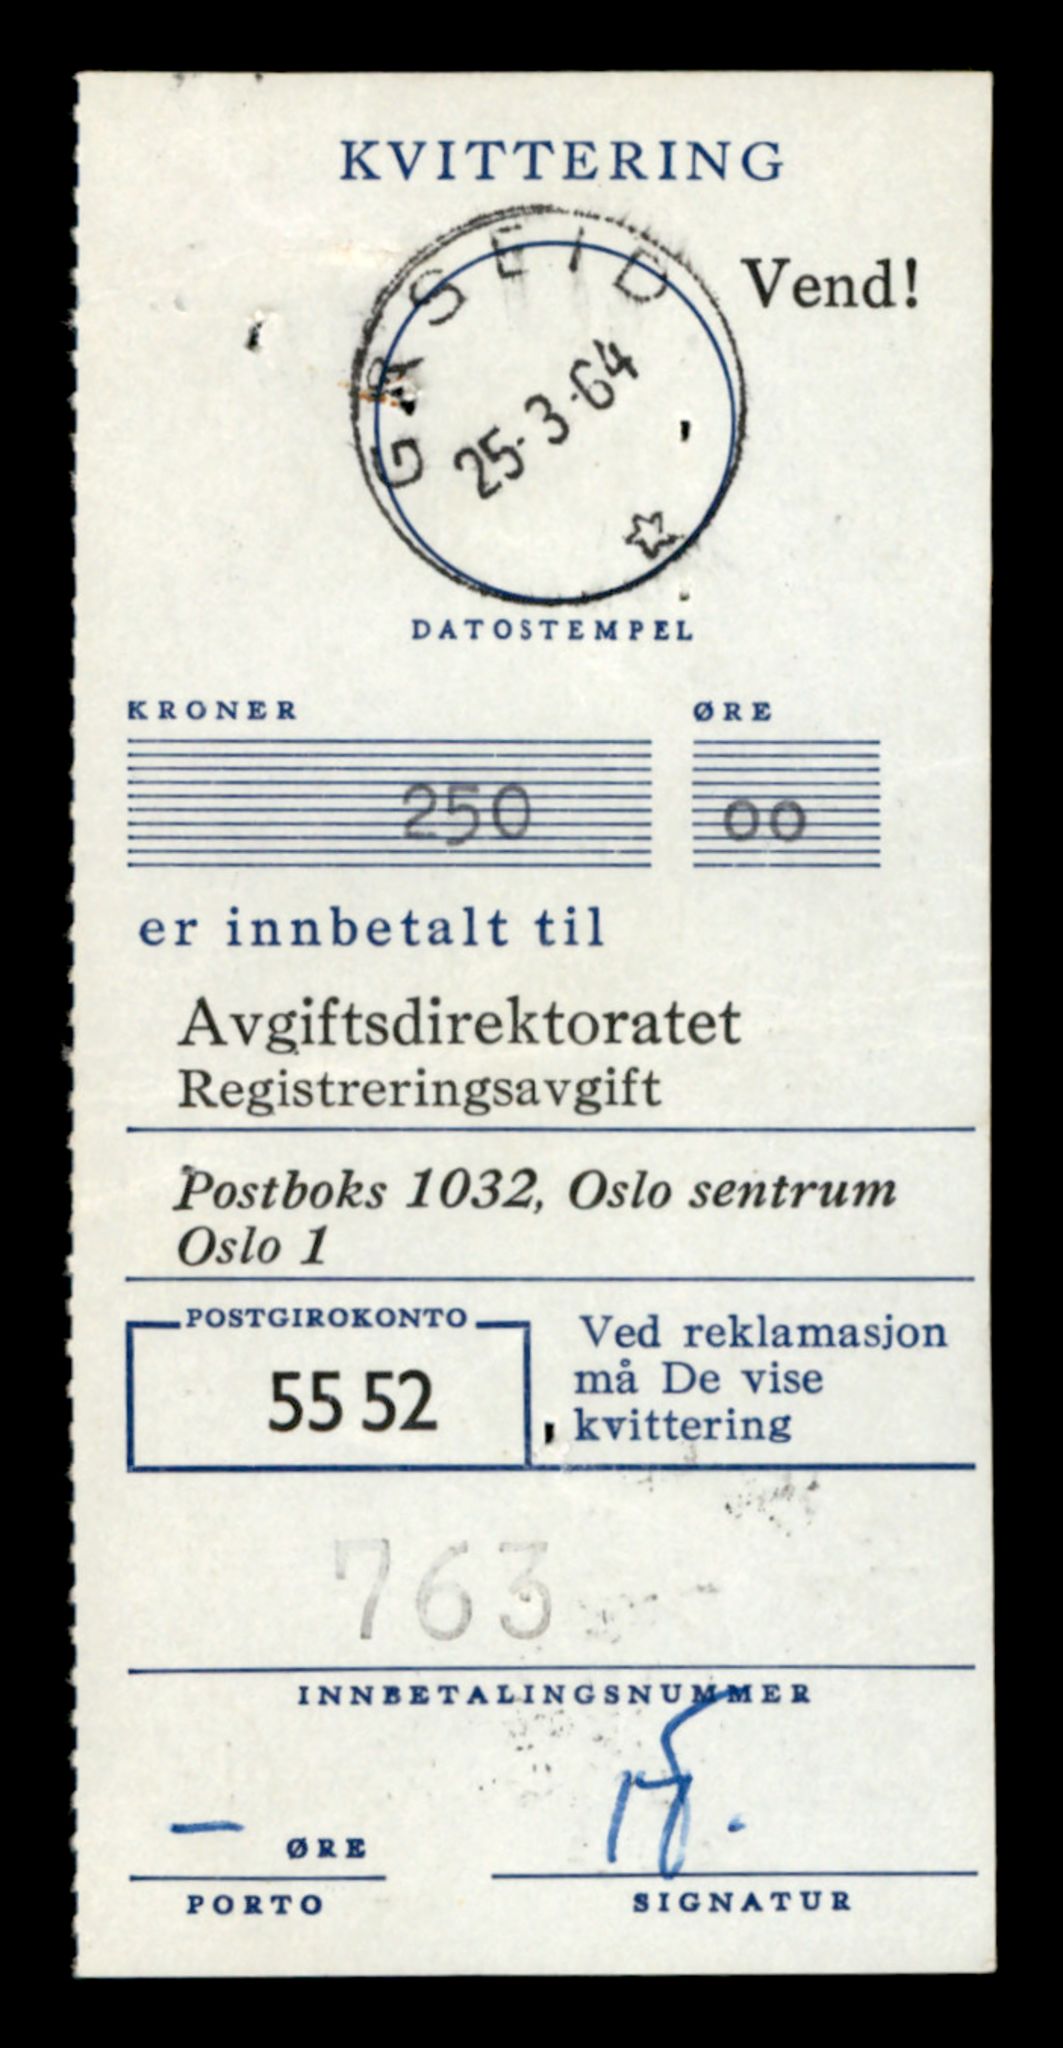 KVITTERING
GÅSEID
Vend!
25-3-64
DATOSTEMPEL
KRONER ØRE
250 00
er innbetalt til
Avgiftsdirektoratet
Registreringsavgift
Postboks 1032, Oslo sentrum
Oslo 1
POSTGIROKONTO
55 52
Ved reklamasjon
må De vise
kvittering
763
INNBETALINGSNUMMER
— ØRE
PORTO
SIGNATUR